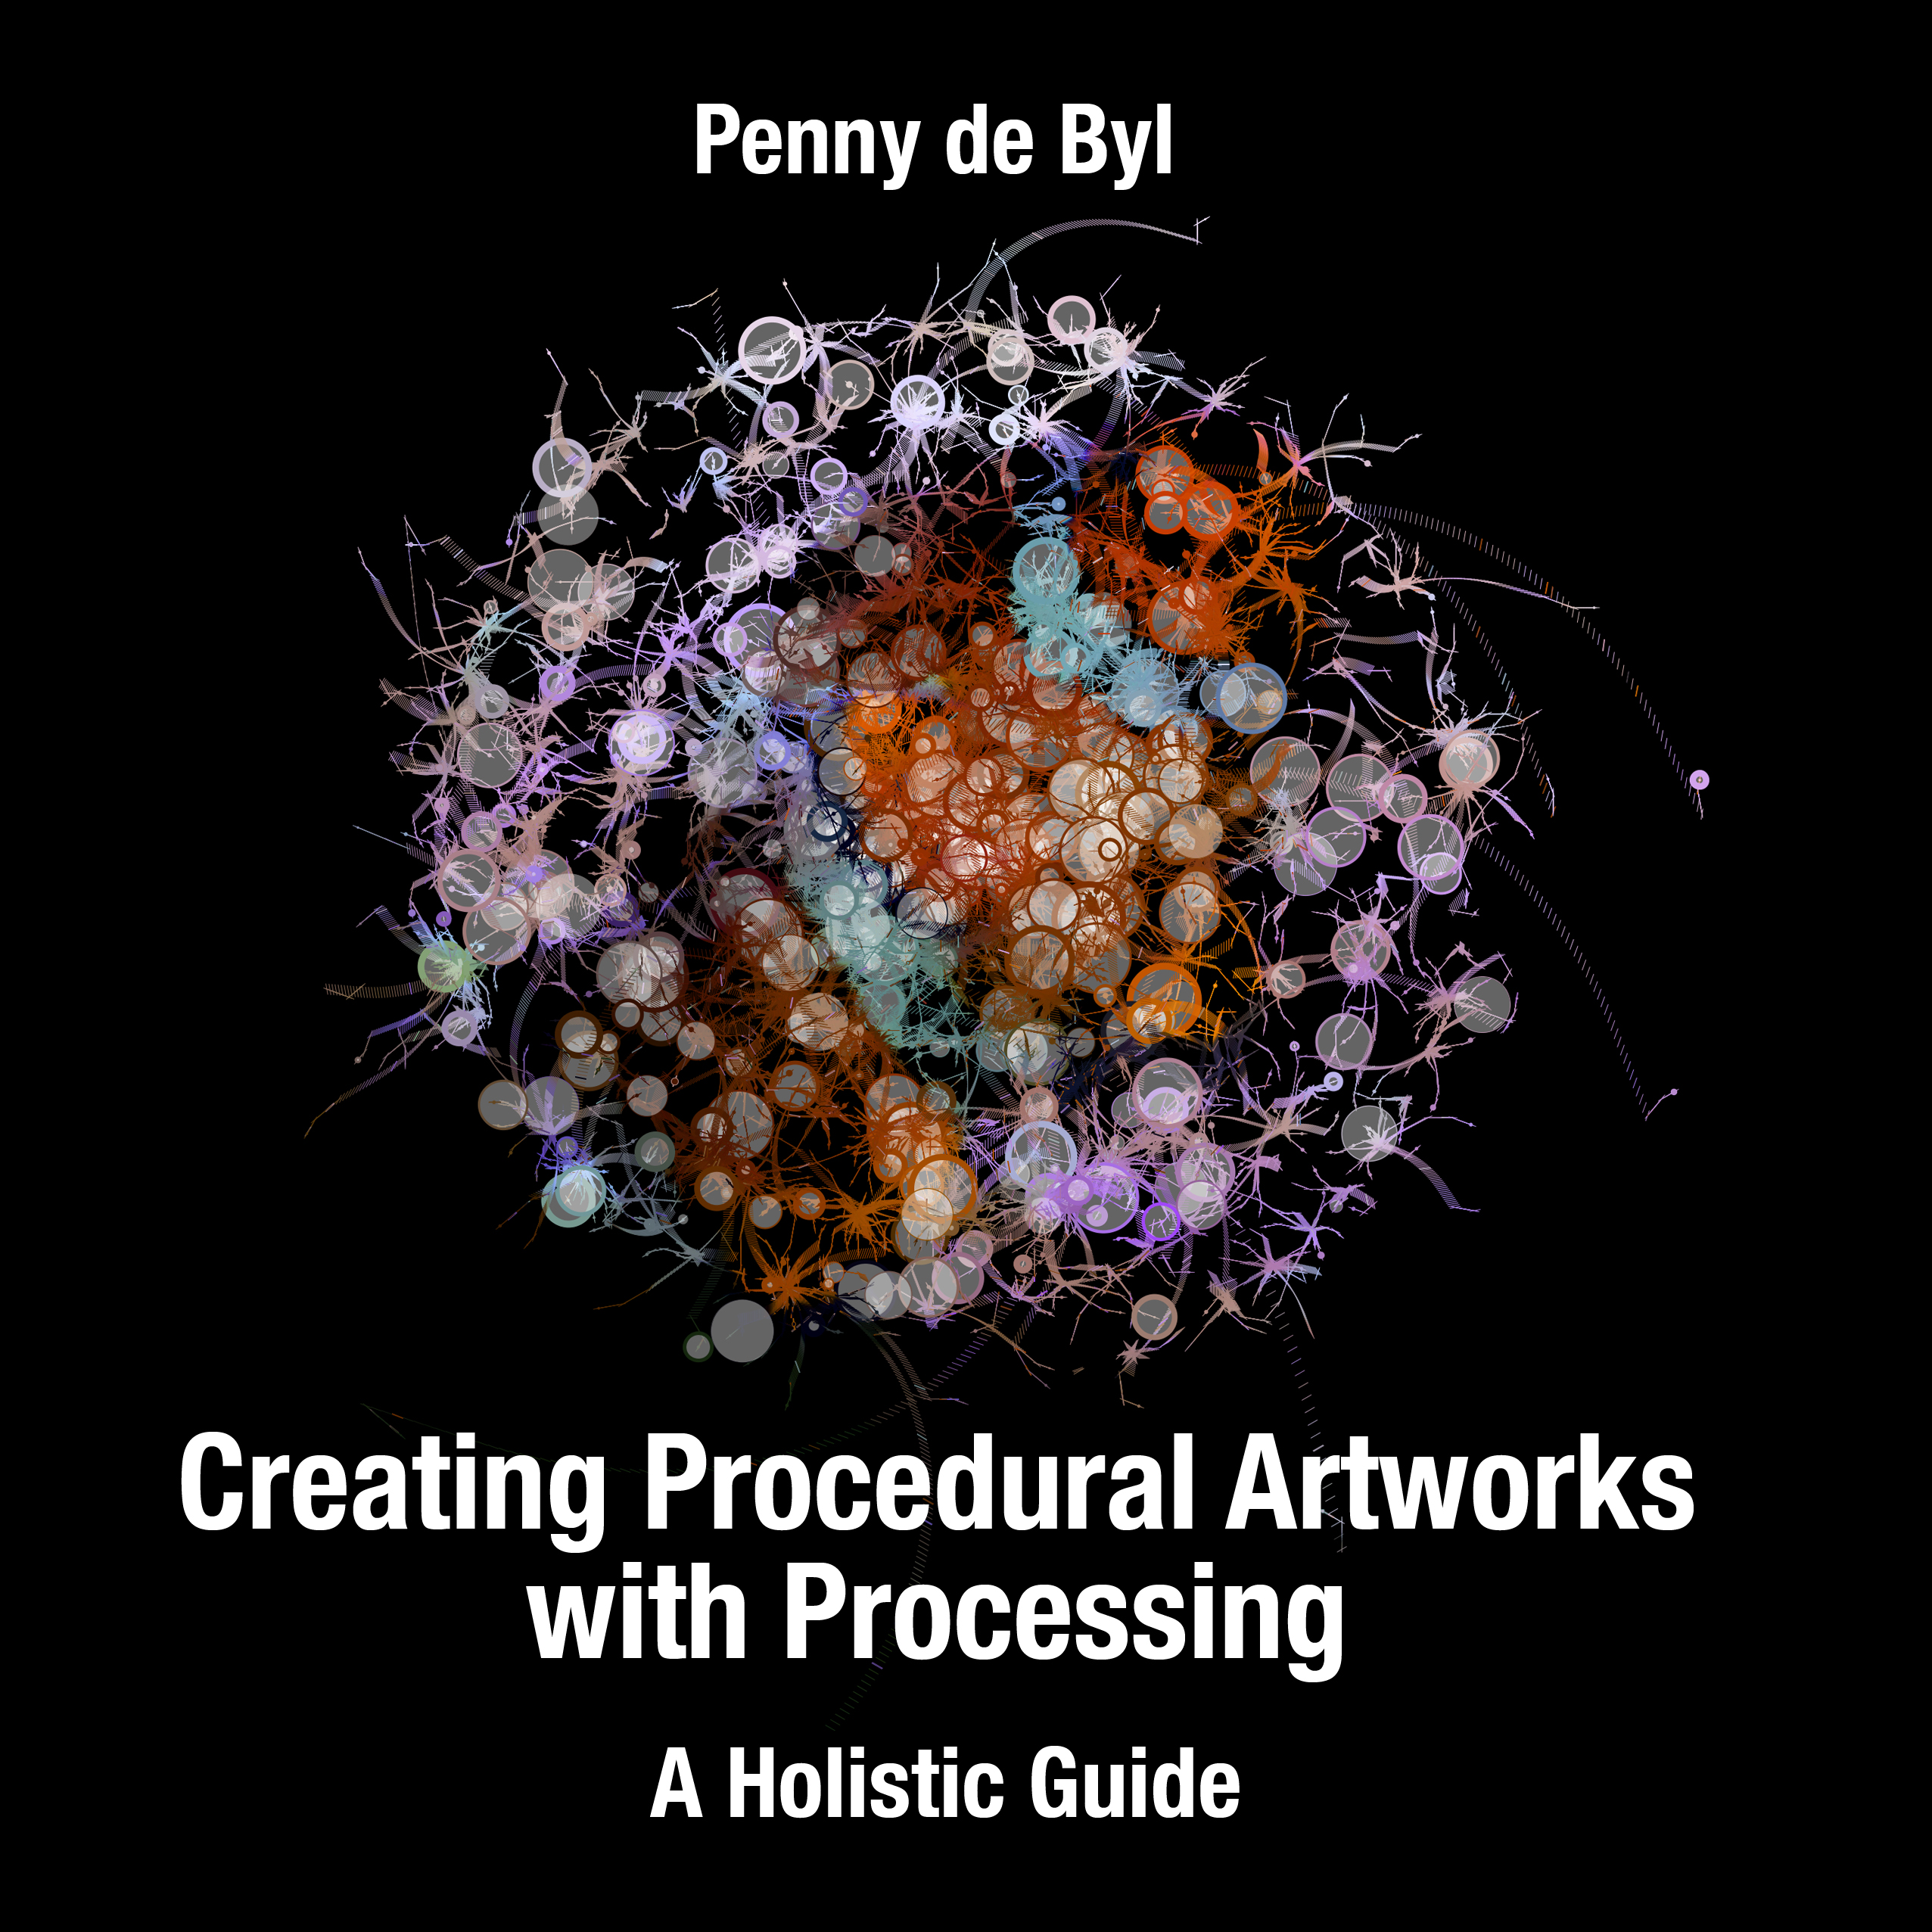 Penny de Byl
Creating Procedural Artworks
with Processing
A Holistic Guide